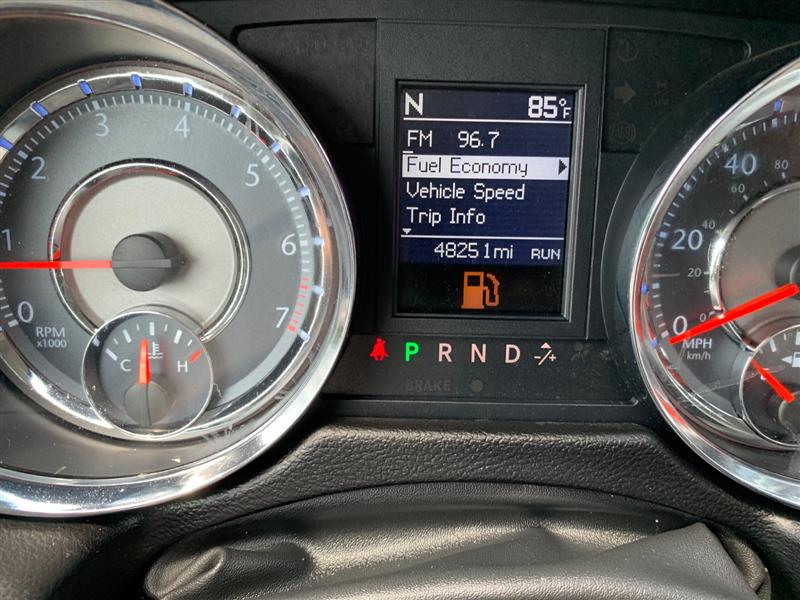 N 85°F
FM 96.7
Fuel Economy
Vehicle Speed
Trip Info
48251mi RUN
P R N D -/+
BRAKE
0 1 2 3 4 5 6 7
RPM
x1000
C H
0 20 40
0 20 40 60 80
MPH
km/h